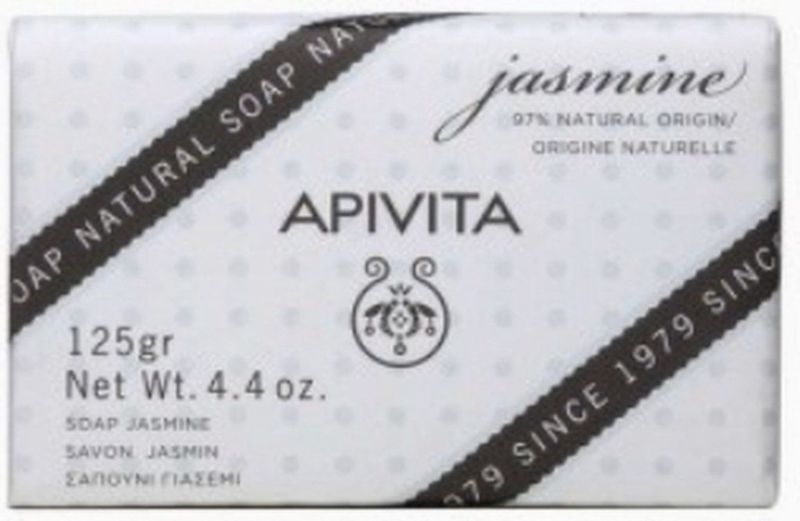 OAP NATURAL SOAP NAT
jasmine
97% NATURAL ORIGIN/
ORIGINE NATURELLE
APIVITA
125gr
Net Wt. 4.4 oz.
SOAP JASMINE
SAVON JASMIN
ΣΑΠΟΥΝΙ ΓΙΑΣΕΜΙ
979 SINCE 1979 SINC